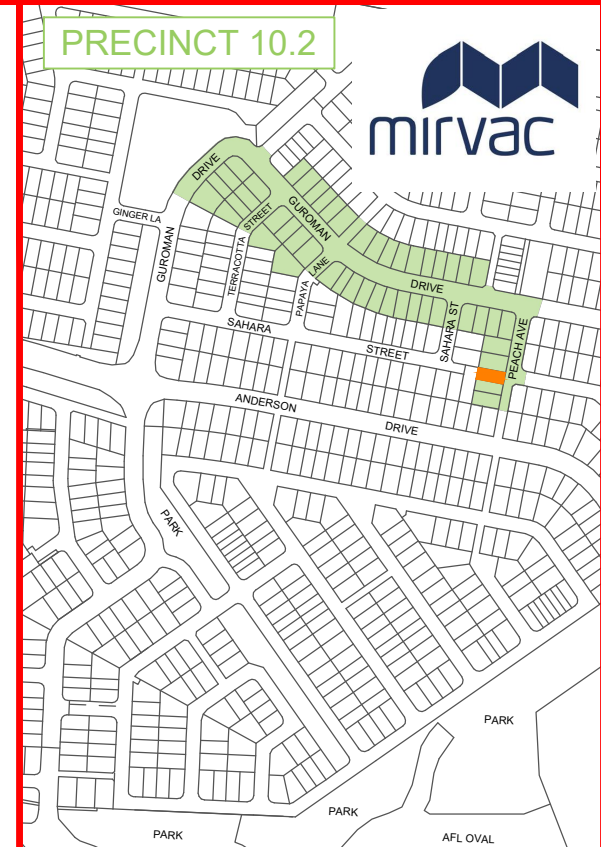 PRECINCT 10.2
mirvac
DRIVE
GINGER LA
STREET
GUROMAN
GUROMAN
TERRACOTTA
LANE
PAPAYA
DRIVE
SAHARA
SAHARA ST
PEACH AVE
STREET
ANDERSON
DRIVE
PARK
PARK
PARK
PARK
AFL OVAL